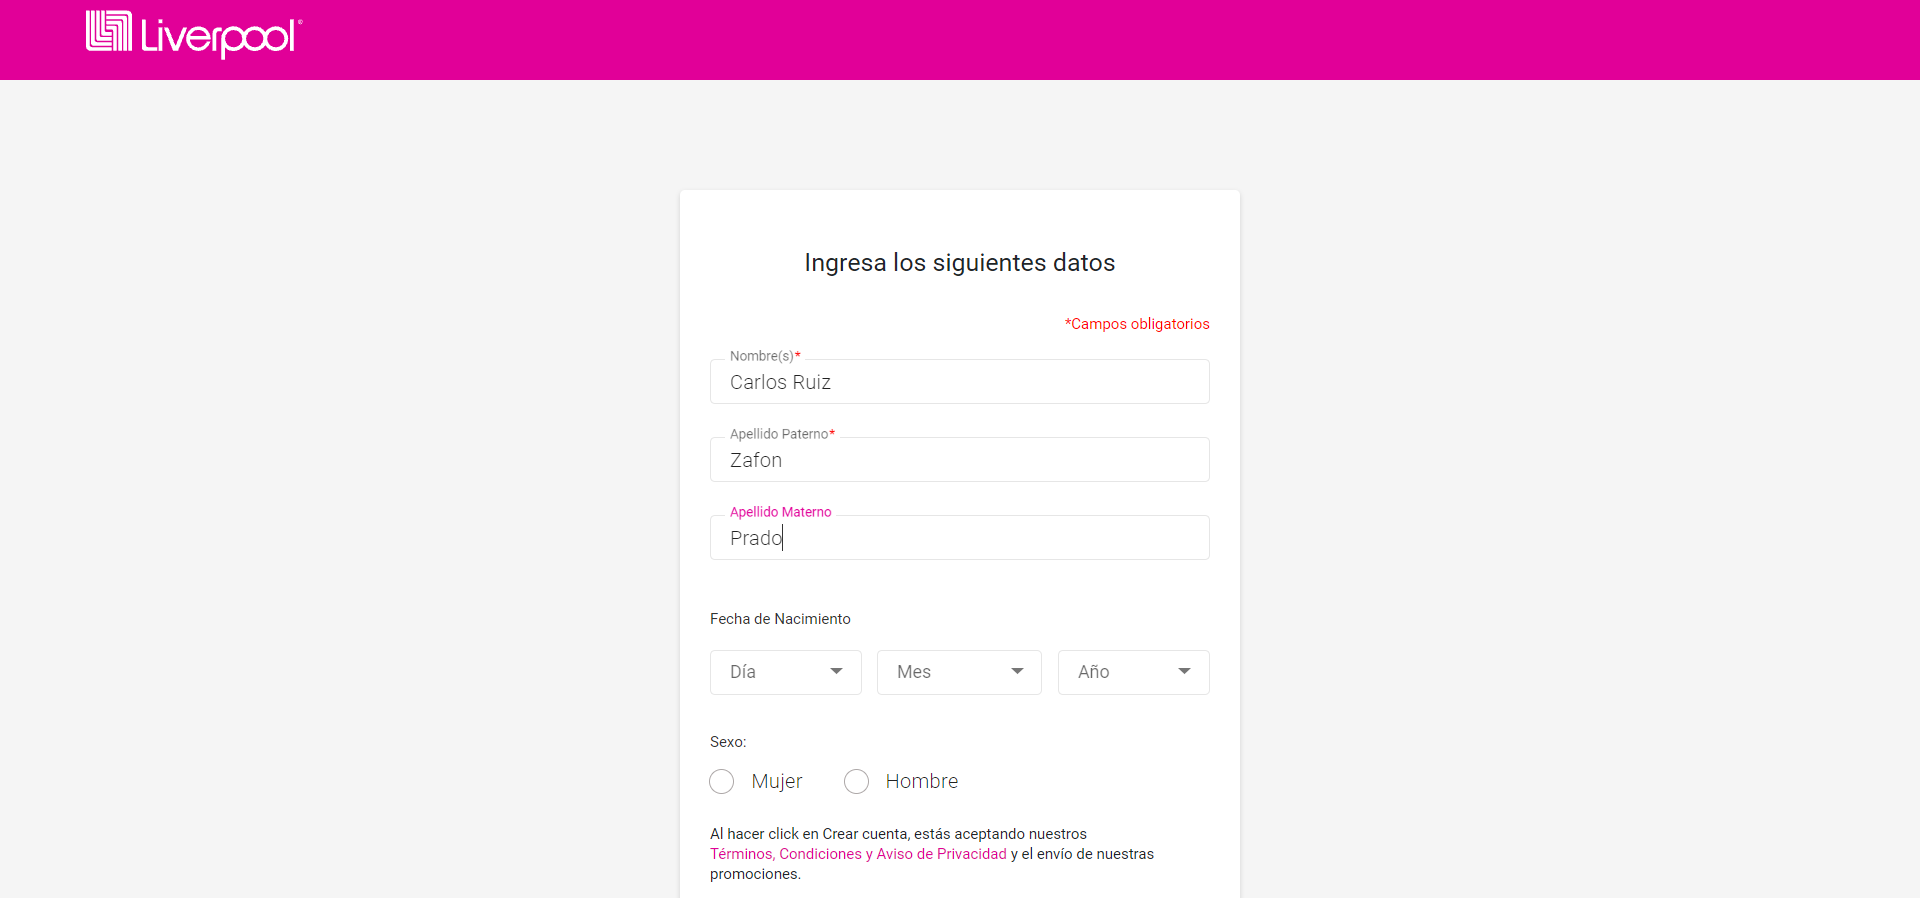 Liverpool®
Ingresa los siguientes datos
*Campos obligatorios
Nombre(s)*
Carlos Ruiz
Apellido Paterno*
Zafon
Apellido Materno
Prado
Fecha de Nacimiento
Día Mes Año
Sexo:
Mujer Hombre
Al hacer click en Crear cuenta, estás aceptando nuestros
Términos, Condiciones y Aviso de Privacidad y el envío de nuestras
promociones.